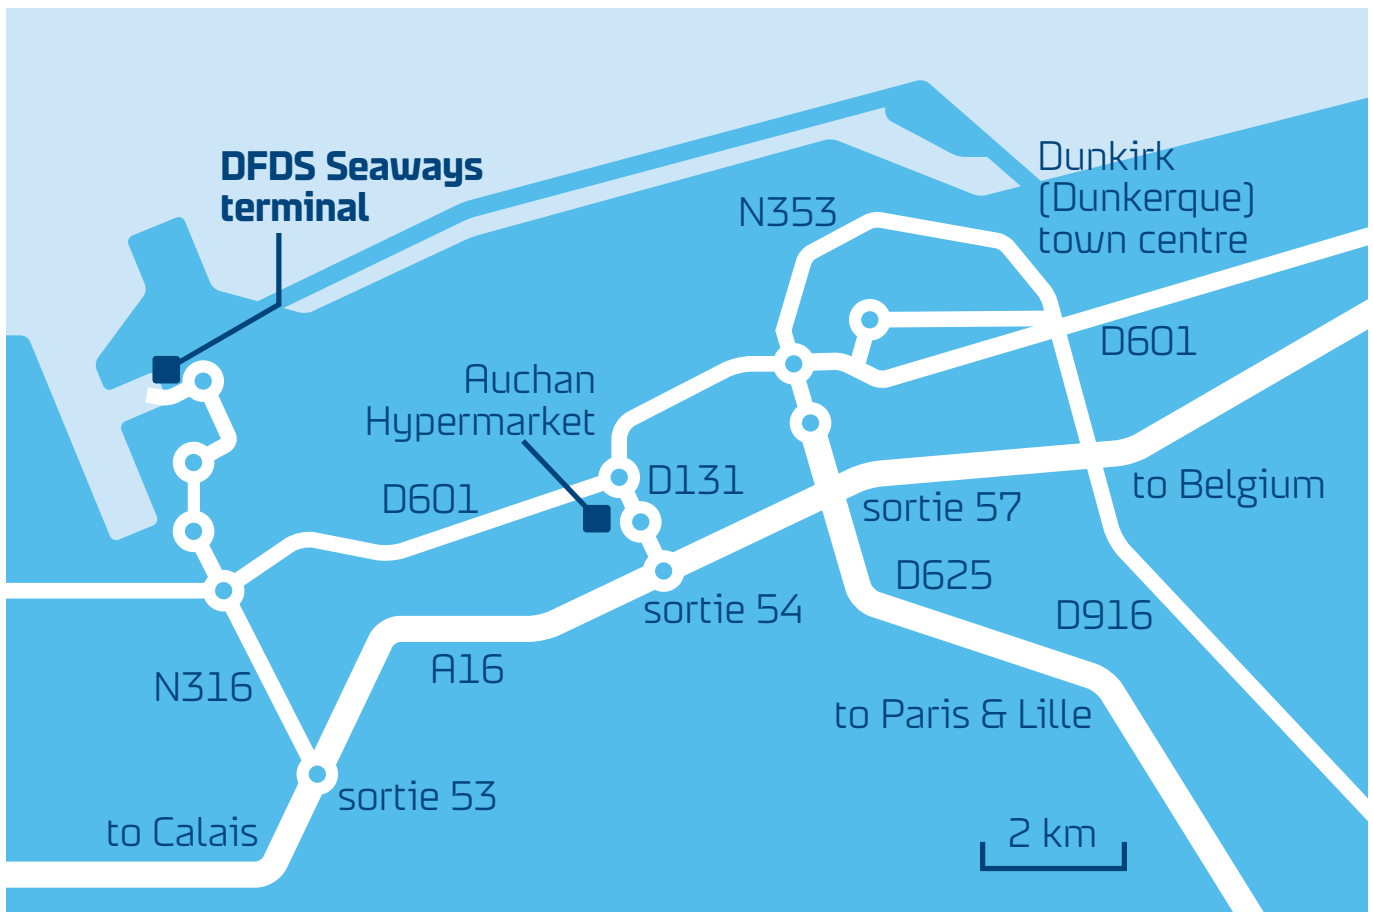 DFDS Seaways
terminal
Dunkirk
(Dunkerque)
town centre
N353
D601
Auchan
Hypermarket
D601
D131
to Belgium
sortie 57
D625
sortie 54
D916
A16
N316
to Paris & Lille
sortie 53
to Calais
2 km